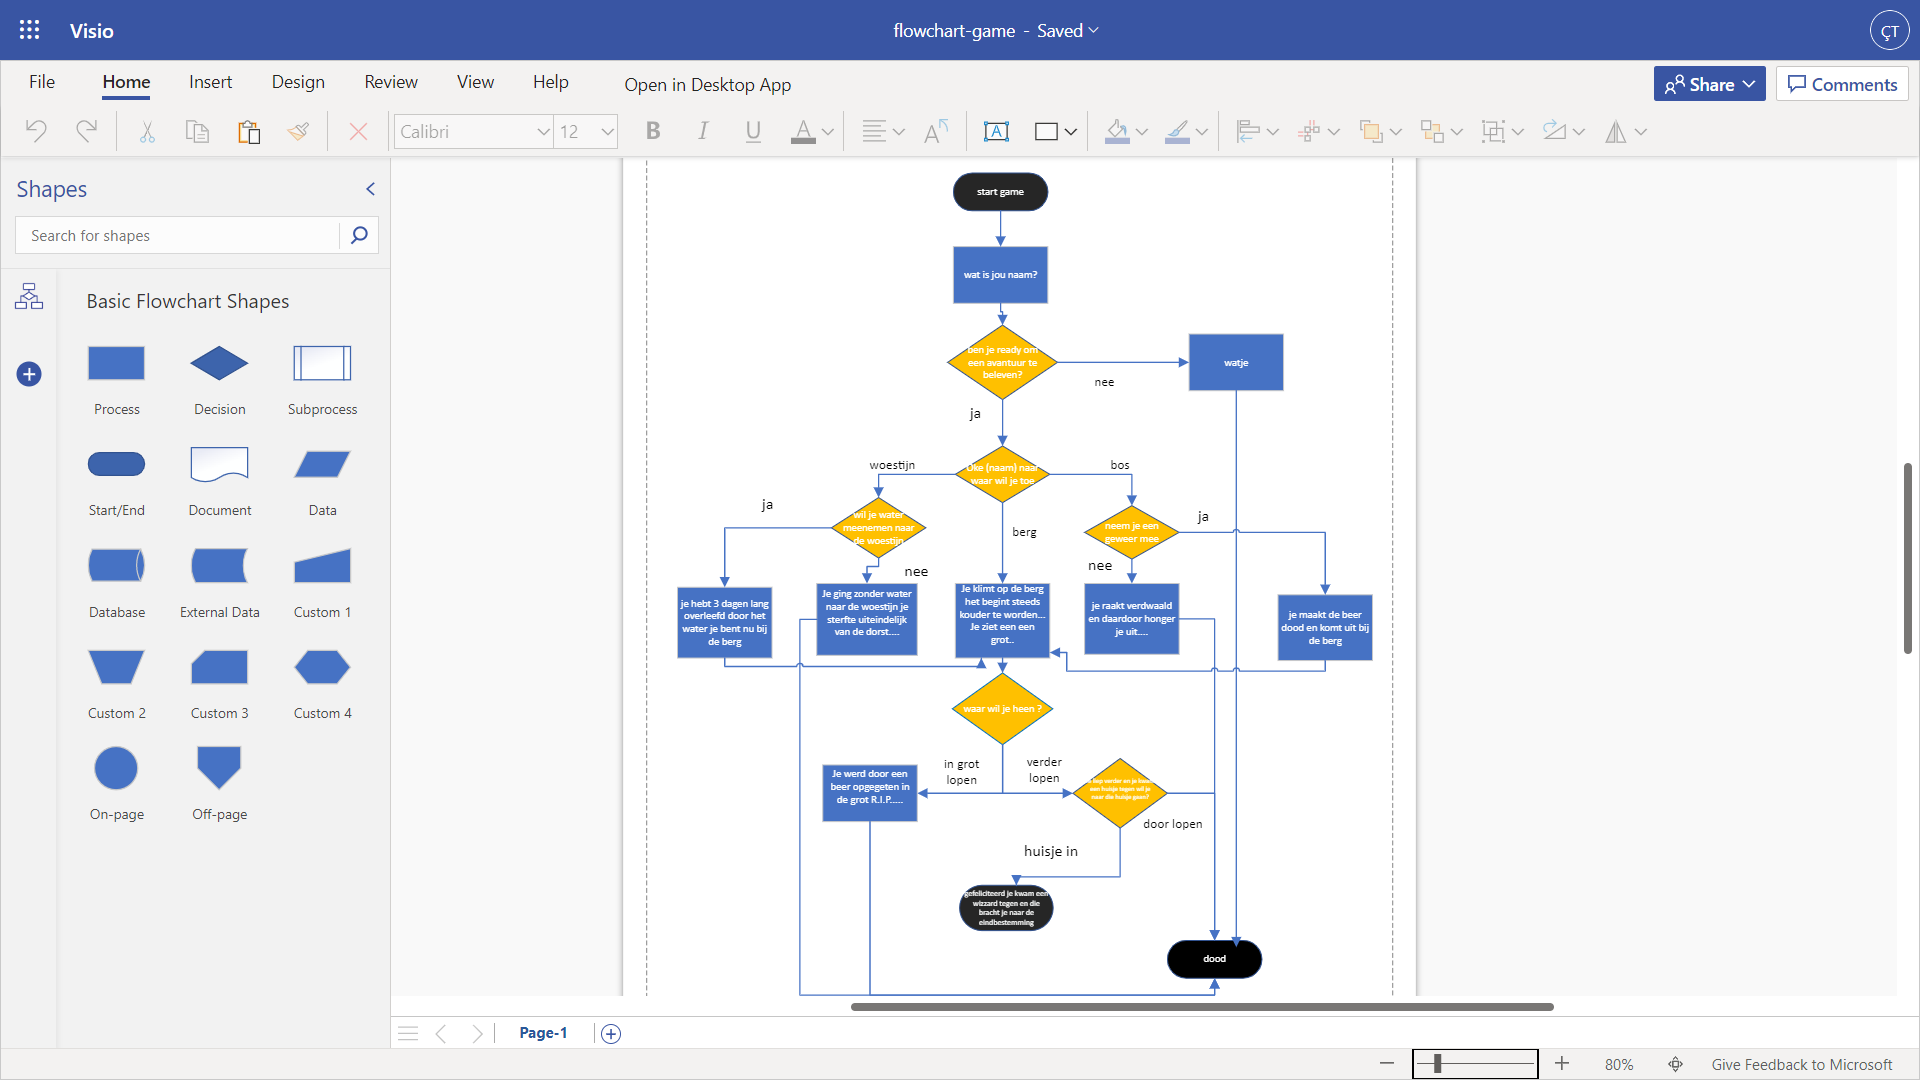 Visio
flowchart-game - Saved
ÇT
File
Home
Insert
Design
Review
View
Help
Open in Desktop App
Share
Comments
Calibri
12
B
I
U
A
A
A
Shapes
Search for shapes
Basic Flowchart Shapes
Process
Decision
Subprocess
Start/End
Document
Data
Database
External Data
Custom 1
Custom 2
Custom 3
Custom 4
On-page
Off-page
start game
wat is jou naam?
ben je ready om
een avantuur te
beleven?
nee
watje
ja
Oke (naam) naar
waar wil je toe
woestijn
bos
berg
ja
wil je water
meenemen naar
de woestijn
nee
neem je een
geweer mee
ja
nee
je hebt 3 dagen lang
overleefd door het
water je bent nu bij
de berg
Je ging zonder water
naar de woestijn je
sterfte uiteindelijk
van de dorst.....
Je klimt op de berg
het begint steeds
kouder te worden...
Je ziet een een
grot..
je raakt verdwaald
en daardoor honger
je uit....
je maakt de beer
dood en komt uit bij
de berg
waar wil je heen ?
in grot
lopen
verder
lopen
Je werd door een
beer opgegeten in
de grot R.I.P.....
een huisje tegen wil je
naar die huisje gaan?
door lopen
huisje in
gefeliciteerd je kwam een
wizzard tegen en die
bracht je naar de
eindbestemming
dood
Page-1
80%
Give Feedback to Microsoft